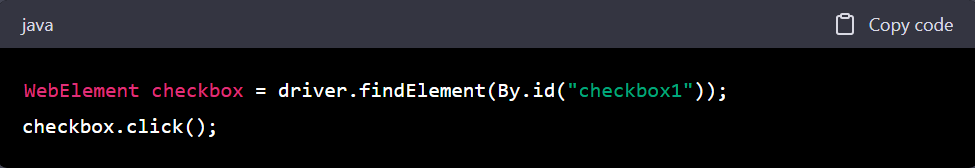 java
Copy code
WebElement checkbox = driver.findElement(By.id("checkbox1"));
checkbox.click();